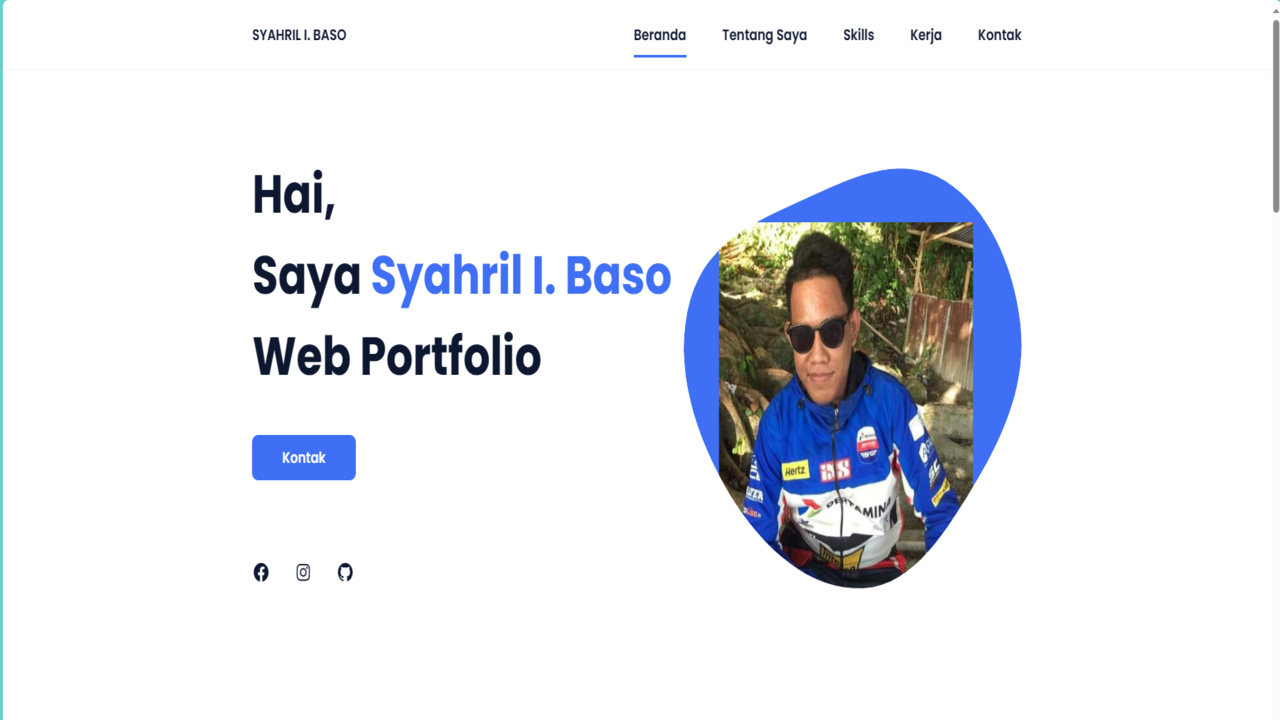 SYAHRIL I. BASO
Beranda
Tentang Saya
Skills
Kerja
Kontak
Hai,
Saya Syahril I. Baso
Web Portfolio
Kontak
Hertz
PERTAMINA